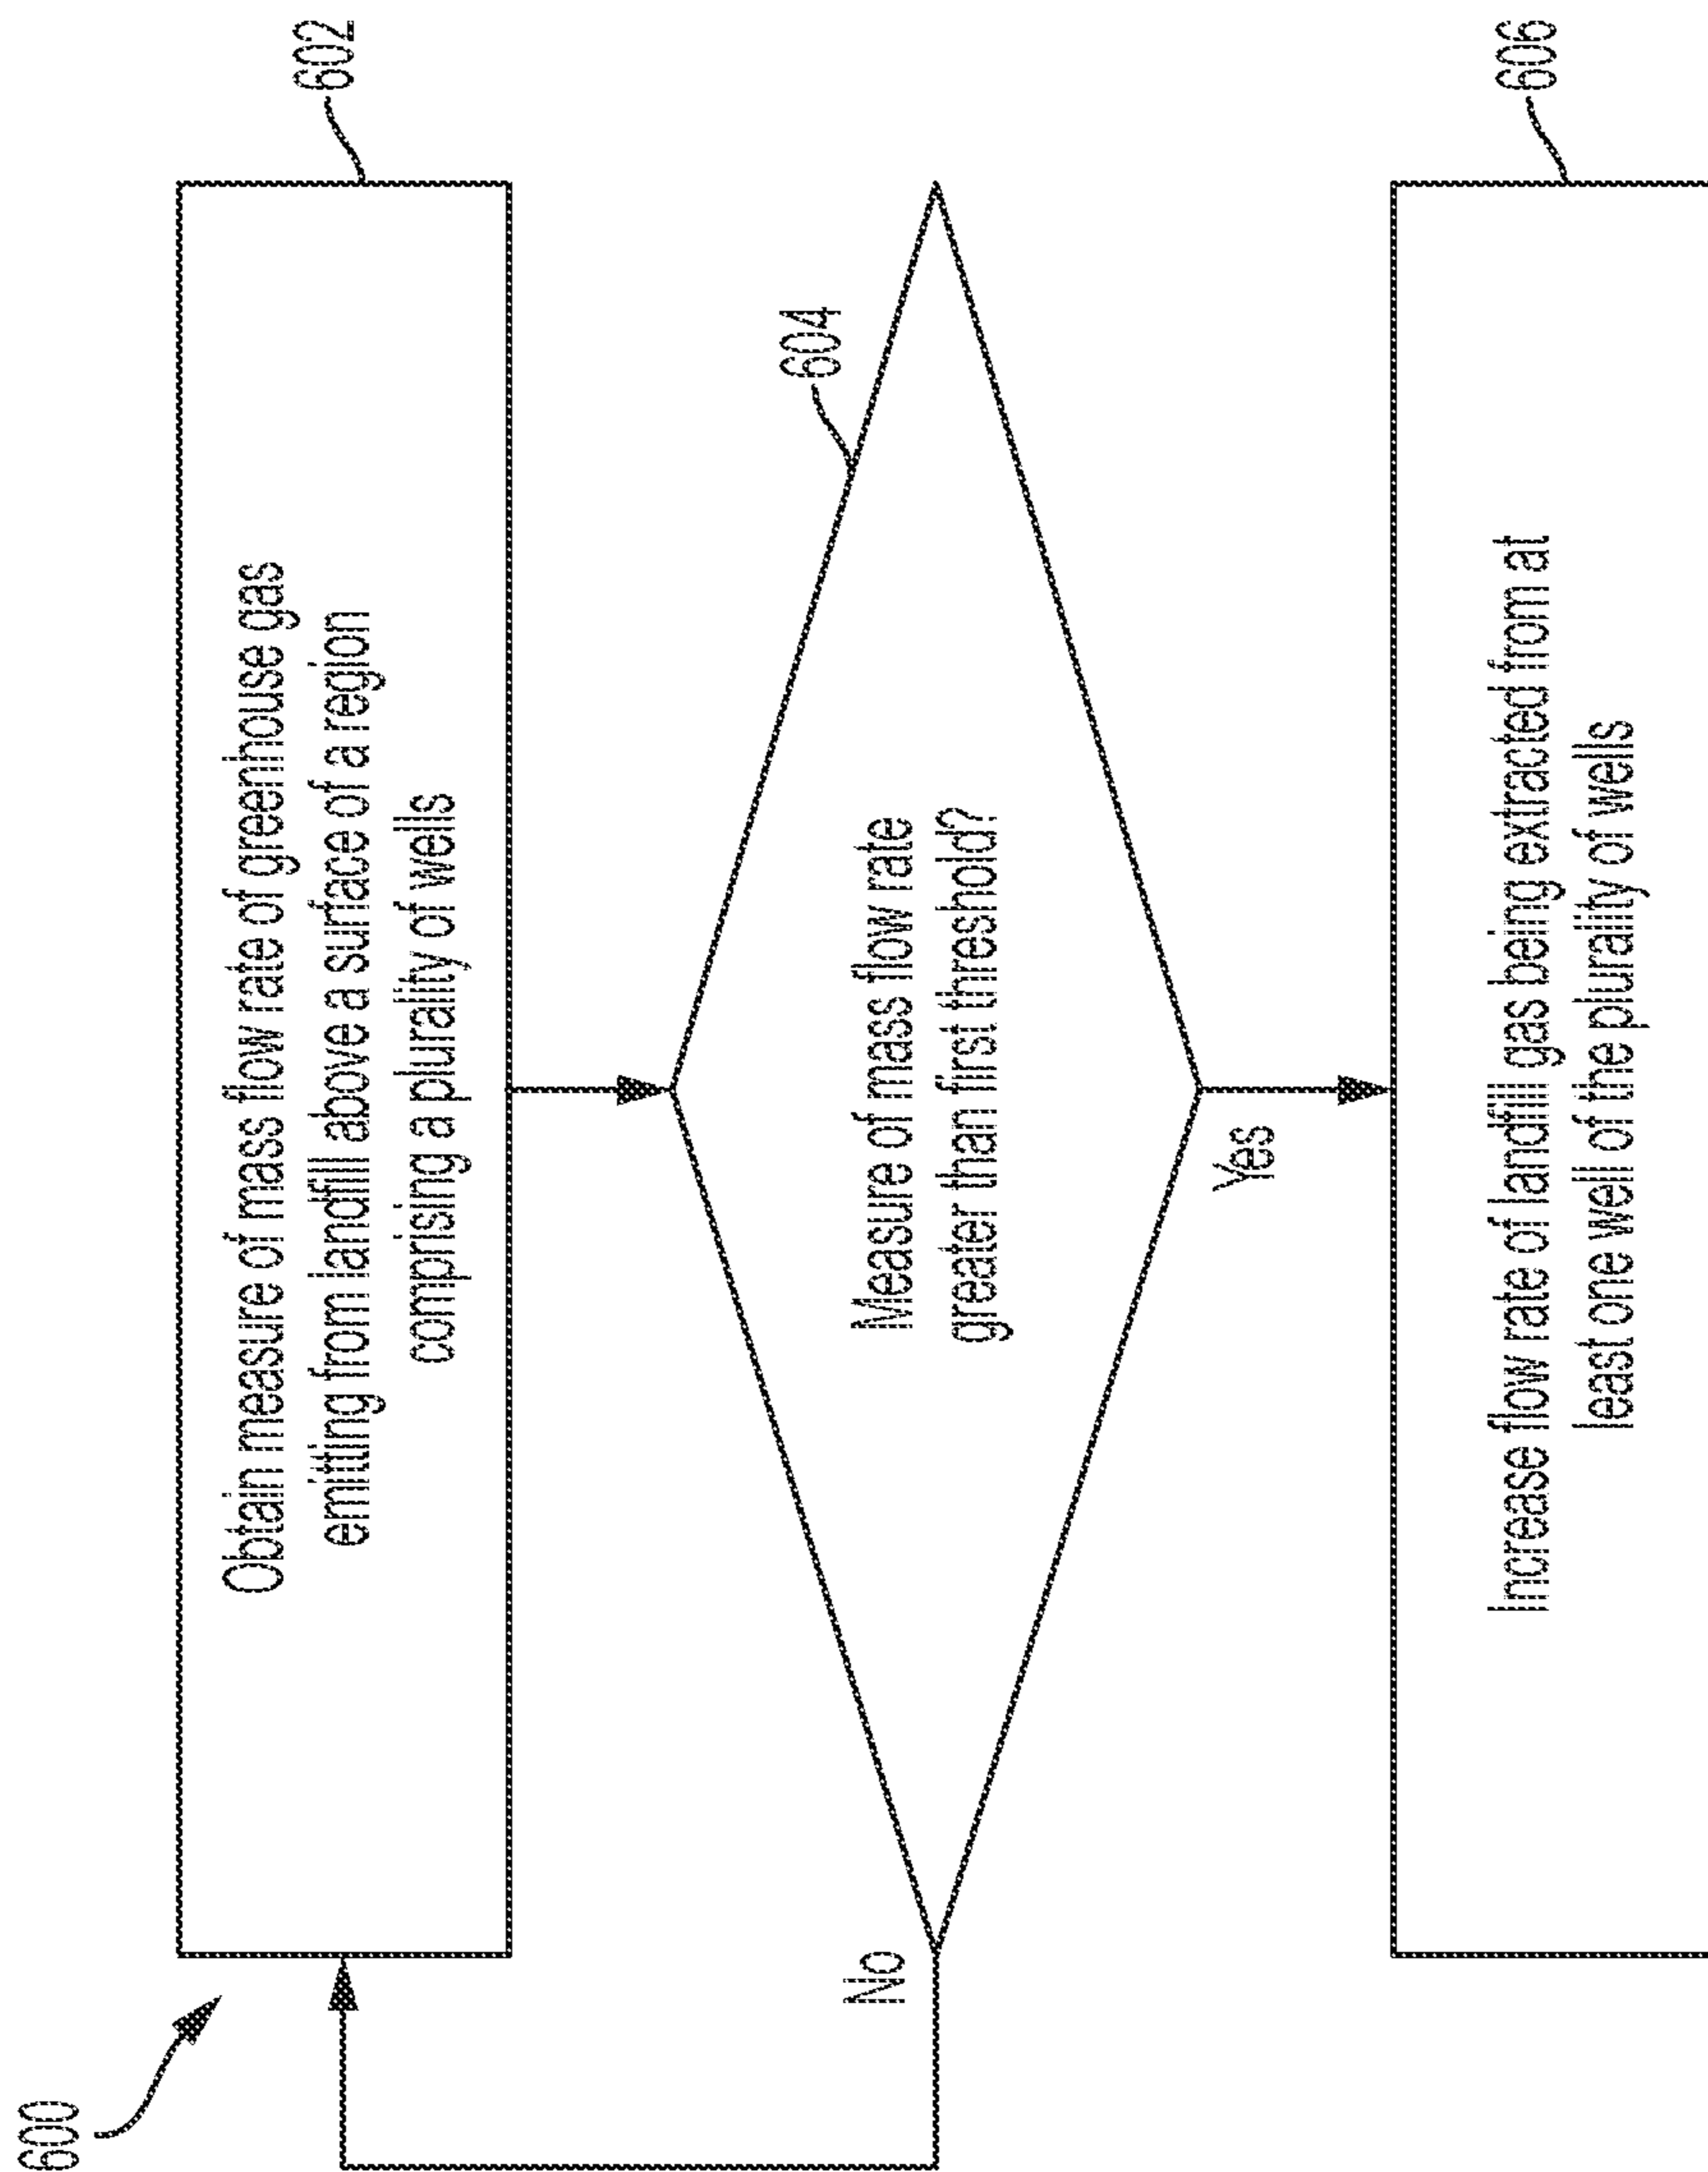 600
Obtain measure of mass flow rate of greenhouse gas
emitting from landfill above a surface of a region
comprising a plurality of wells
602
604
Measure of mass flow rate
greater than first threshold?
No
Yes
Increase flow rate of landfill gas being extracted from at
least one well of the plurality of wells
606